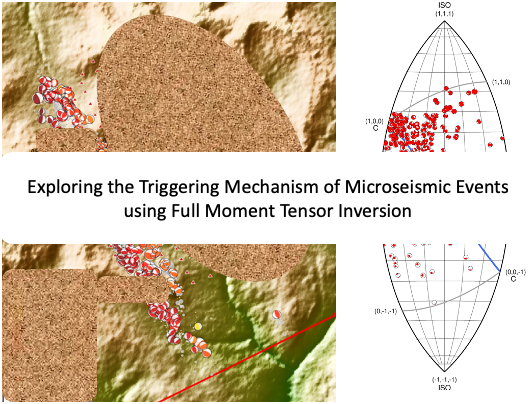 ISO
(1,1,1)
(1,1,0)
(1,0,0)
C
Exploring the Triggering Mechanism of Microseismic Events
using Full Moment Tensor Inversion
(0,0,-1)
C
(0,-1,-1)
(-1,-1,-1)
ISO